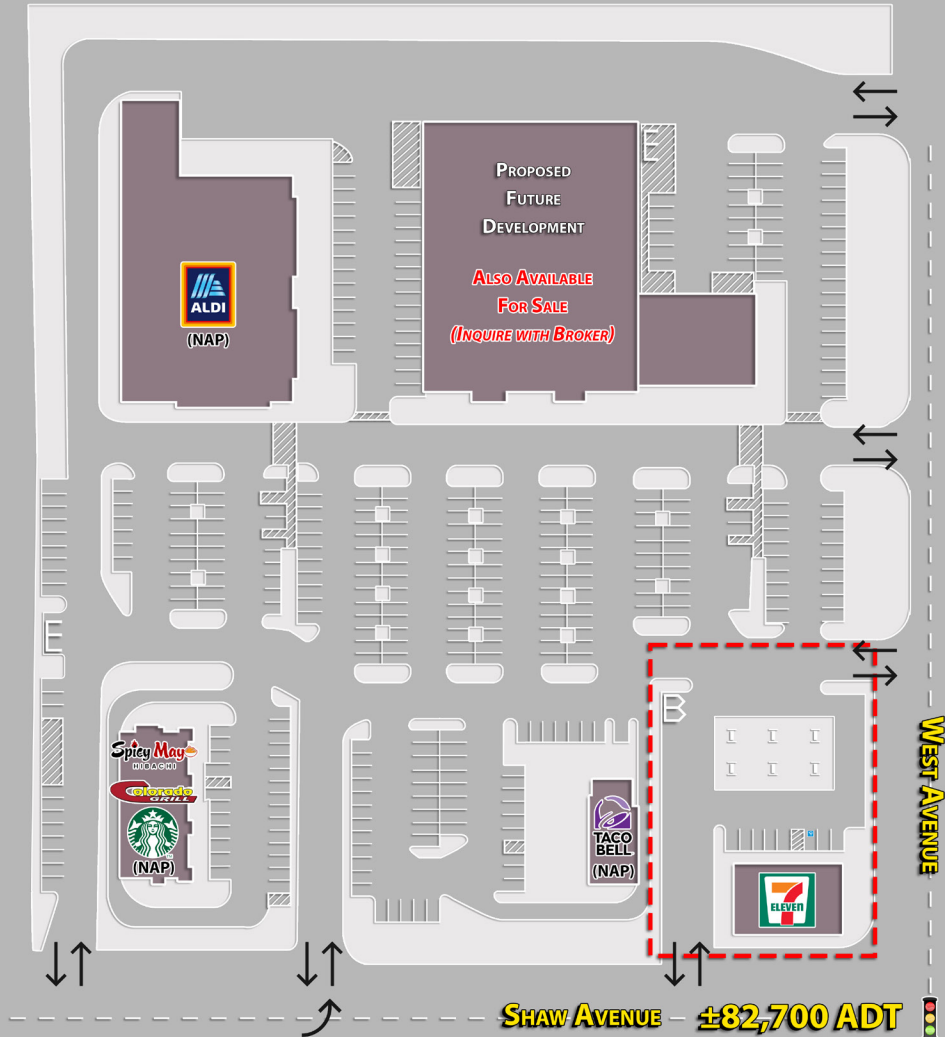 PROPOSED
FUTURE
DEVELOPMENT
ALSO AVAILABLE
FOR SALE
(INQUIRE WITH BROKER)
E
ALDI
(NAP)
E
B
Spicy May
HIBACHI
Colorado
GRILL
(NAP)
TACO
BELL
(NAP)
7
ELEVEn
WEST AVENUE
SHAW AVENUE ±82,700 ADT